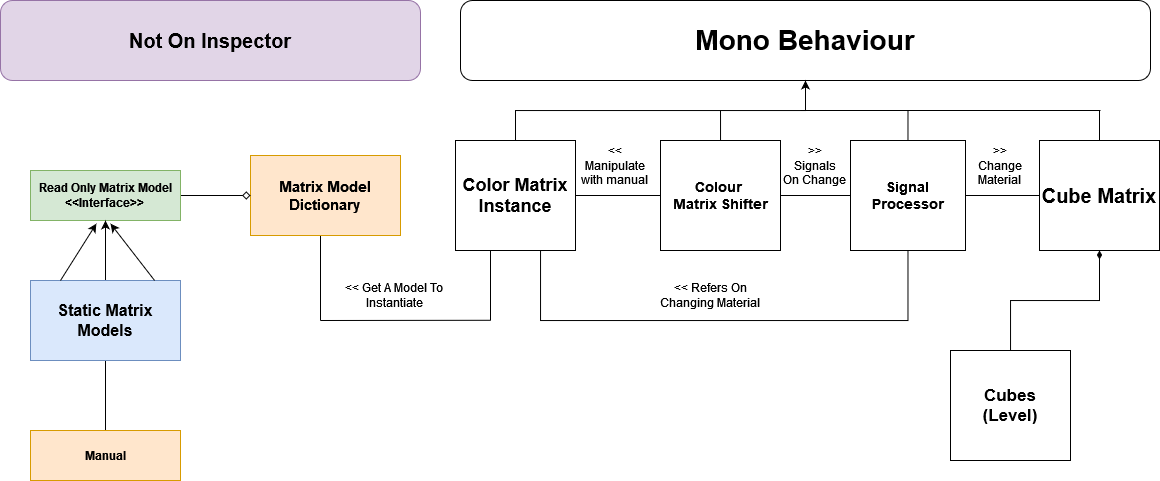 Not On Inspector
Mono Behaviour
Read Only Matrix Model
<<Interface>>
Matrix Model
Dictionary
Color Matrix
Instance
<<
Manipulate
with manual
Colour
Matrix Shifter
>>
Signals
On Change
Signal
Processor
>>
Change
Material
Cube Matrix
Static Matrix
Models
<< Get A Model To
Instantiate
<< Refers On
Changing Material
Cubes
(Level)
Manual